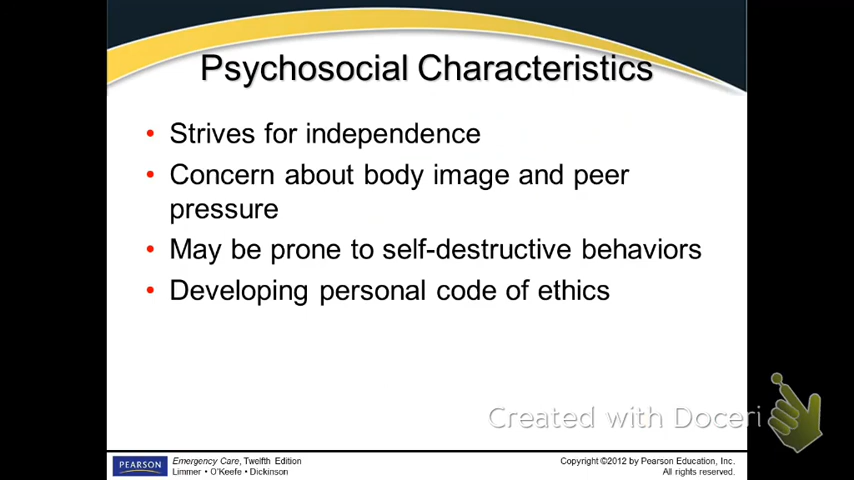 Psychosocial Characteristics
• Strives for independence
• Concern about body image and peer
pressure
• May be prone to self-destructive behaviors
• Developing personal code of ethics
Created with Doceri
PEARSON
Emergency Care, Twelfth Edition
Limmer • O'Keefe • Dickinson
Copyright ©2012 by Pearson Education, Inc.
All rights reserved.